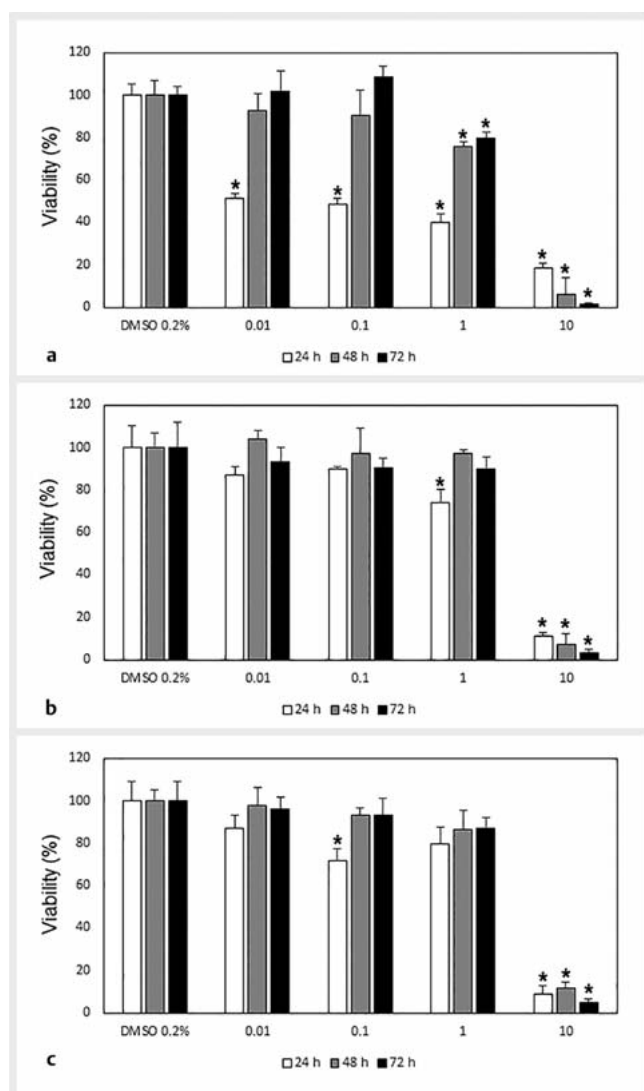 120
100
80
60
40
20
0
Viability (%)
* * * * * * * *
DMSO 0.2% 0.01 0.1 1 10
a
24 h 48 h 72 h
120
100
80
60
40
20
0
Viability (%)
* * * *
DMSO 0.2% 0.01 0.1 1 10
b
24 h 48 h 72 h
120
100
80
60
40
20
0
Viability (%)
* * * *
DMSO 0.2% 0.01 0.1 1 10
c
24 h 48 h 72 h